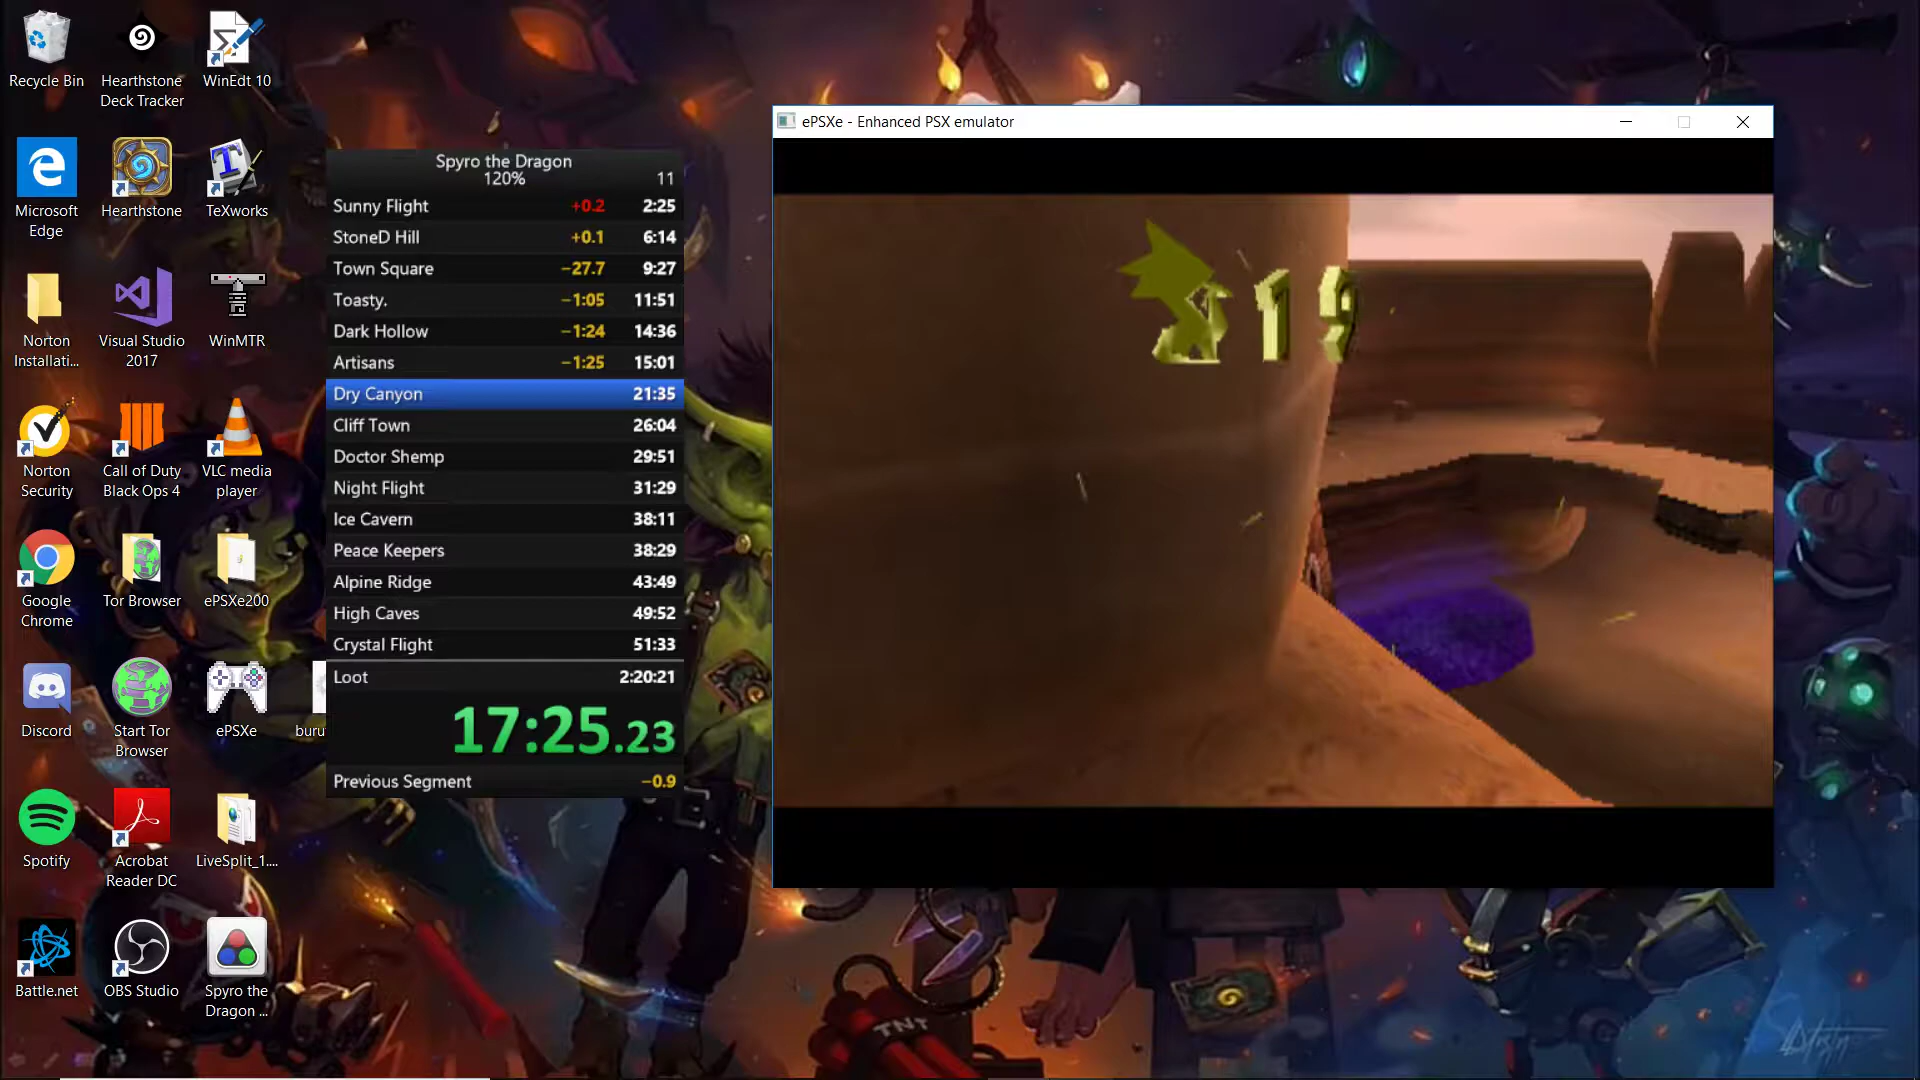 Recycle Bin
Hearthstone
Deck Tracker
WinEdt 10
Microsoft
Edge
Hearthstone
TeXworks
Norton
Installati...
Visual Studio
2017
WinMTR
Norton
Security
Call of Duty
Black Ops 4
VLC media
player
Google
Chrome
Tor Browser
ePSXe200
Discord
Start Tor
Browser
ePSXe
buru
Spotify
Acrobat
Reader DC
LiveSplit_1....
Battle.net
OBS Studio
Spyro the
Dragon ...
Spyro the Dragon
120% 11
Sunny Flight +0.2 2:25
StoneD Hill +0.1 6:14
Town Square −27.7 9:27
Toasty. −1:05 11:51
Dark Hollow −1:24 14:36
Artisans −1:25 15:01
Dry Canyon 21:35
Cliff Town 26:04
Doctor Shemp 29:51
Night Flight 31:29
Ice Cavern 38:11
Peace Keepers 38:29
Alpine Ridge 43:49
High Caves 49:52
Crystal Flight 51:33
Loot 2:20:21
17:25.23
Previous Segment −0.9
ePSXe - Enhanced PSX emulator
19
TNT